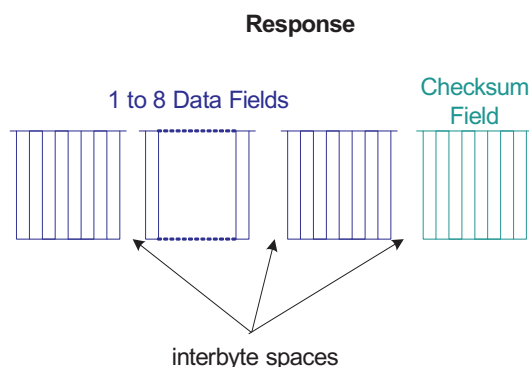 Response
1 to 8 Data Fields
Checksum
Field
interbyte spaces